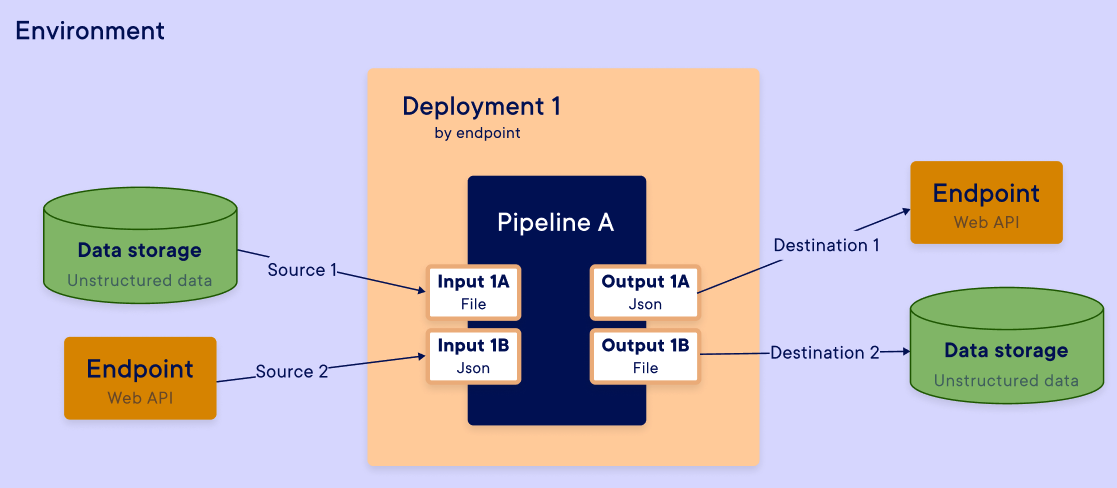 Environment
Deployment 1
by endpoint
Pipeline A
Data storage
Unstructured data
Source 1
Endpoint
Web API
Source 2
Input 1A
File
Input 1B
Json
Output 1A
Json
Output 1B
File
Destination 1
Endpoint
Web API
Destination 2
Data storage
Unstructured data